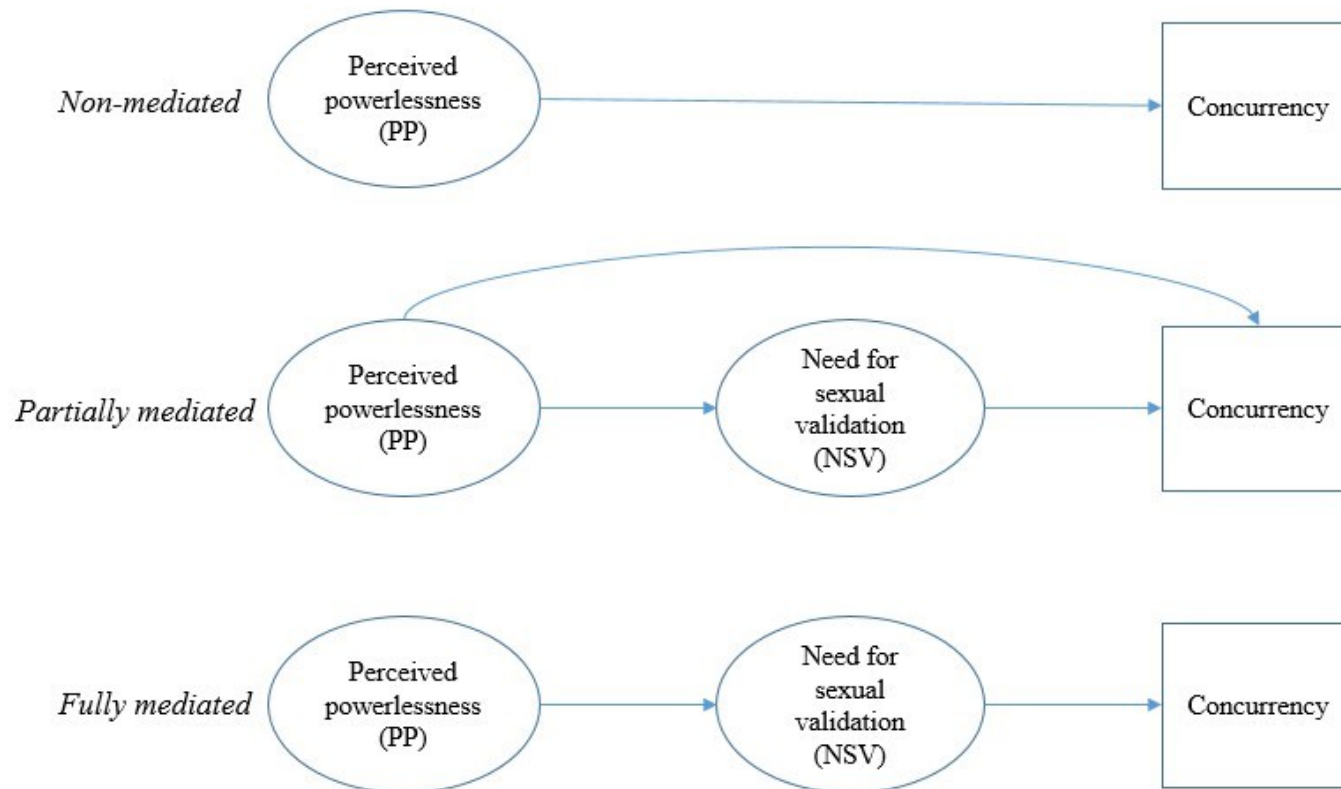 Non-mediated
Perceived
powerlessness
(PP)
Concurrency
Partially mediated
Perceived
powerlessness
(PP)
Need for
sexual
validation
(NSV)
Concurrency
Fully mediated
Perceived
powerlessness
(PP)
Need for
sexual
validation
(NSV)
Concurrency